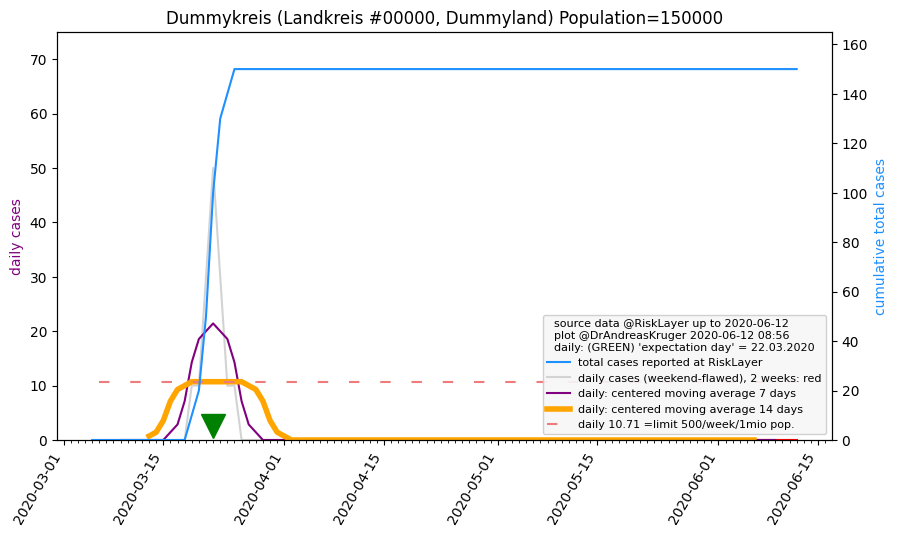 Dummykreis (Landkreis #00000, Dummyland) Population=150000
daily cases
70
60
50
40
30
20
10
0
160
140
120
100
80
60
40
20
0
cumulative total cases
source data @RiskLayer up to 2020-06-12
plot @DrAndreasKruger 2020-06-12 08:56
daily: (GREEN) 'expectation day' = 22.03.2020
total cases reported at RiskLayer
daily cases (weekend-flawed), 2 weeks: red
daily: centered moving average 7 days
daily: centered moving average 14 days
daily 10.71 =limit 500/week/1mio pop.
2020-03-01
2020-03-15
2020-04-01
2020-04-15
2020-05-01
2020-05-15
2020-06-01
2020-06-15